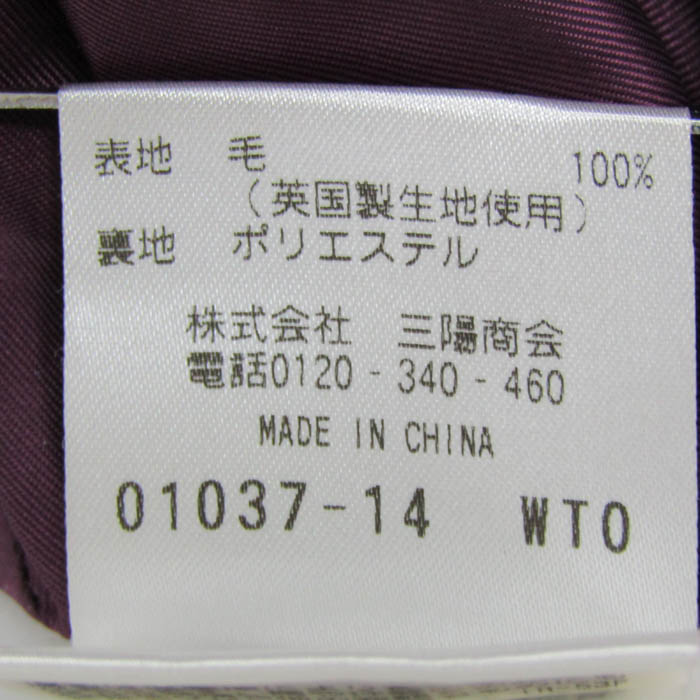 表地 毛 100%
(英国製生地使用)
裏地 ポリエステル
株式会社 三陽商会
電話0120-340-460
MADE IN CHINA
01037-14 WTO